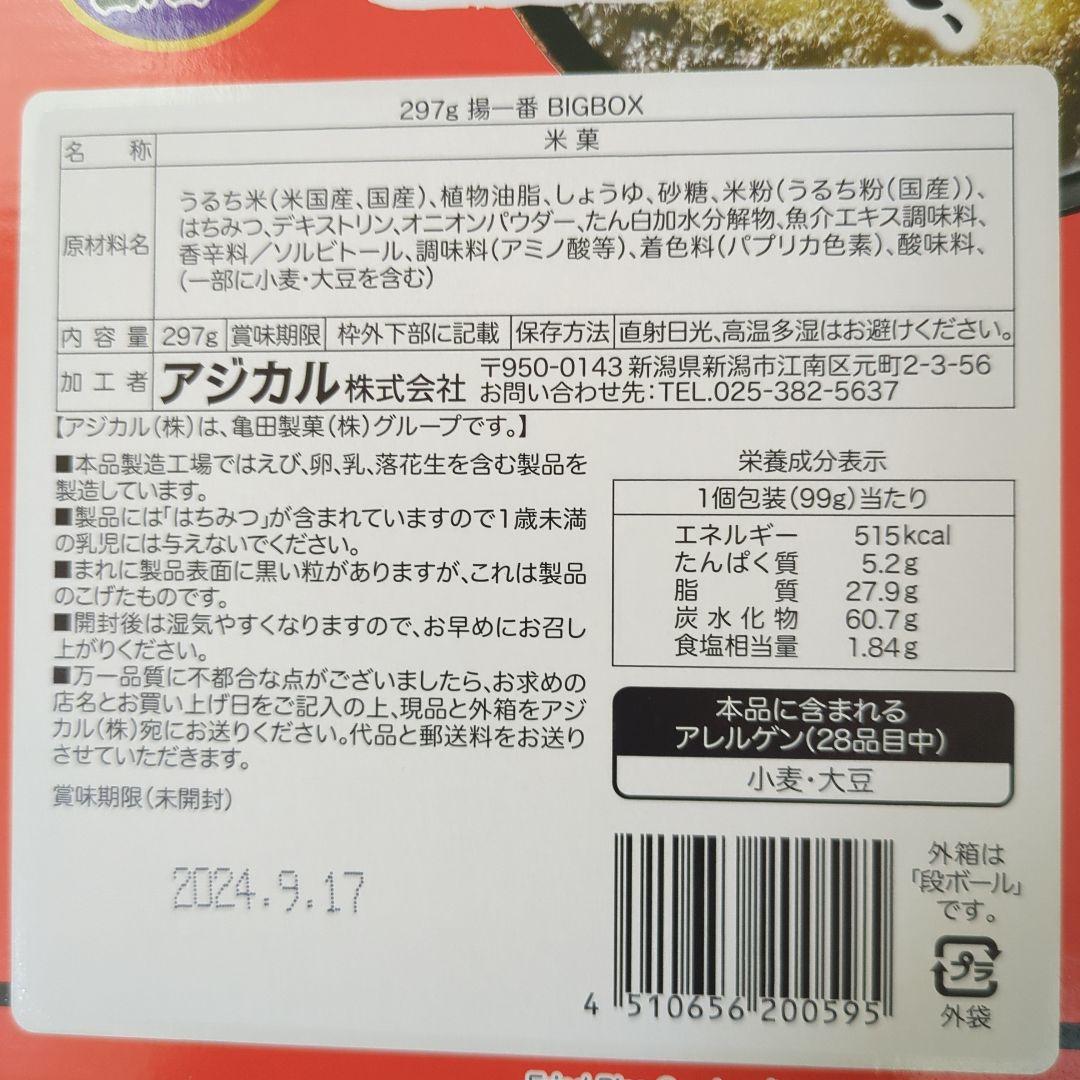 297g 揚一番 BIGBOX
名称 米菓
原材料名 うるち米(米国産、国産)、植物油脂、しょうゆ、砂糖、米粉(うるち粉(国産))、
はちみつ、デキストリン、オニオンパウダー、たん白加水分解物、魚介エキス調味料、
香辛料/ソルビトール、調味料(アミノ酸等)、着色料(パプリカ色素)、酸味料、
(一部に小麦・大豆を含む)
内容量 297g 賞味期限 枠外下部に記載 保存方法 直射日光、高温多湿はお避けください。
加工者 アジカル株式会社 〒950-0143 新潟県新潟市江南区元町2-3-56
お問い合わせ先:TEL.025-382-5637
【アジカル(株)は、亀田製菓(株)グループです。】
■本品製造工場ではえび、卵、乳、落花生を含む製品を
製造しています。
■製品には「はちみつ」が含まれていますので1歳未満
の乳児には与えないでください。
■まれに製品表面に黒い粒がありますが、これは製品
のこげたものです。
■開封後は湿気やすくなりますので、お早めにお召し
上がりください。
■万一品質に不都合な点がございましたら、お求めの
店名とお買い上げ日をご記入の上、現品と外箱をアジ
カル(株)宛にお送りください。代品と郵送料をお送り
させていただきます。
賞味期限(未開封)
2024.9.17
栄養成分表示
1個包装(99g)当たり
エネルギー 515kcal
たんぱく質 5.2g
脂質 27.9g
炭水化物 60.7g
食塩相当量 1.84g
本品に含まれる
アレルゲン(28品目中)
小麦・大豆
4 510656 200595
外箱は
「段ボール」
です。
プラ
外袋